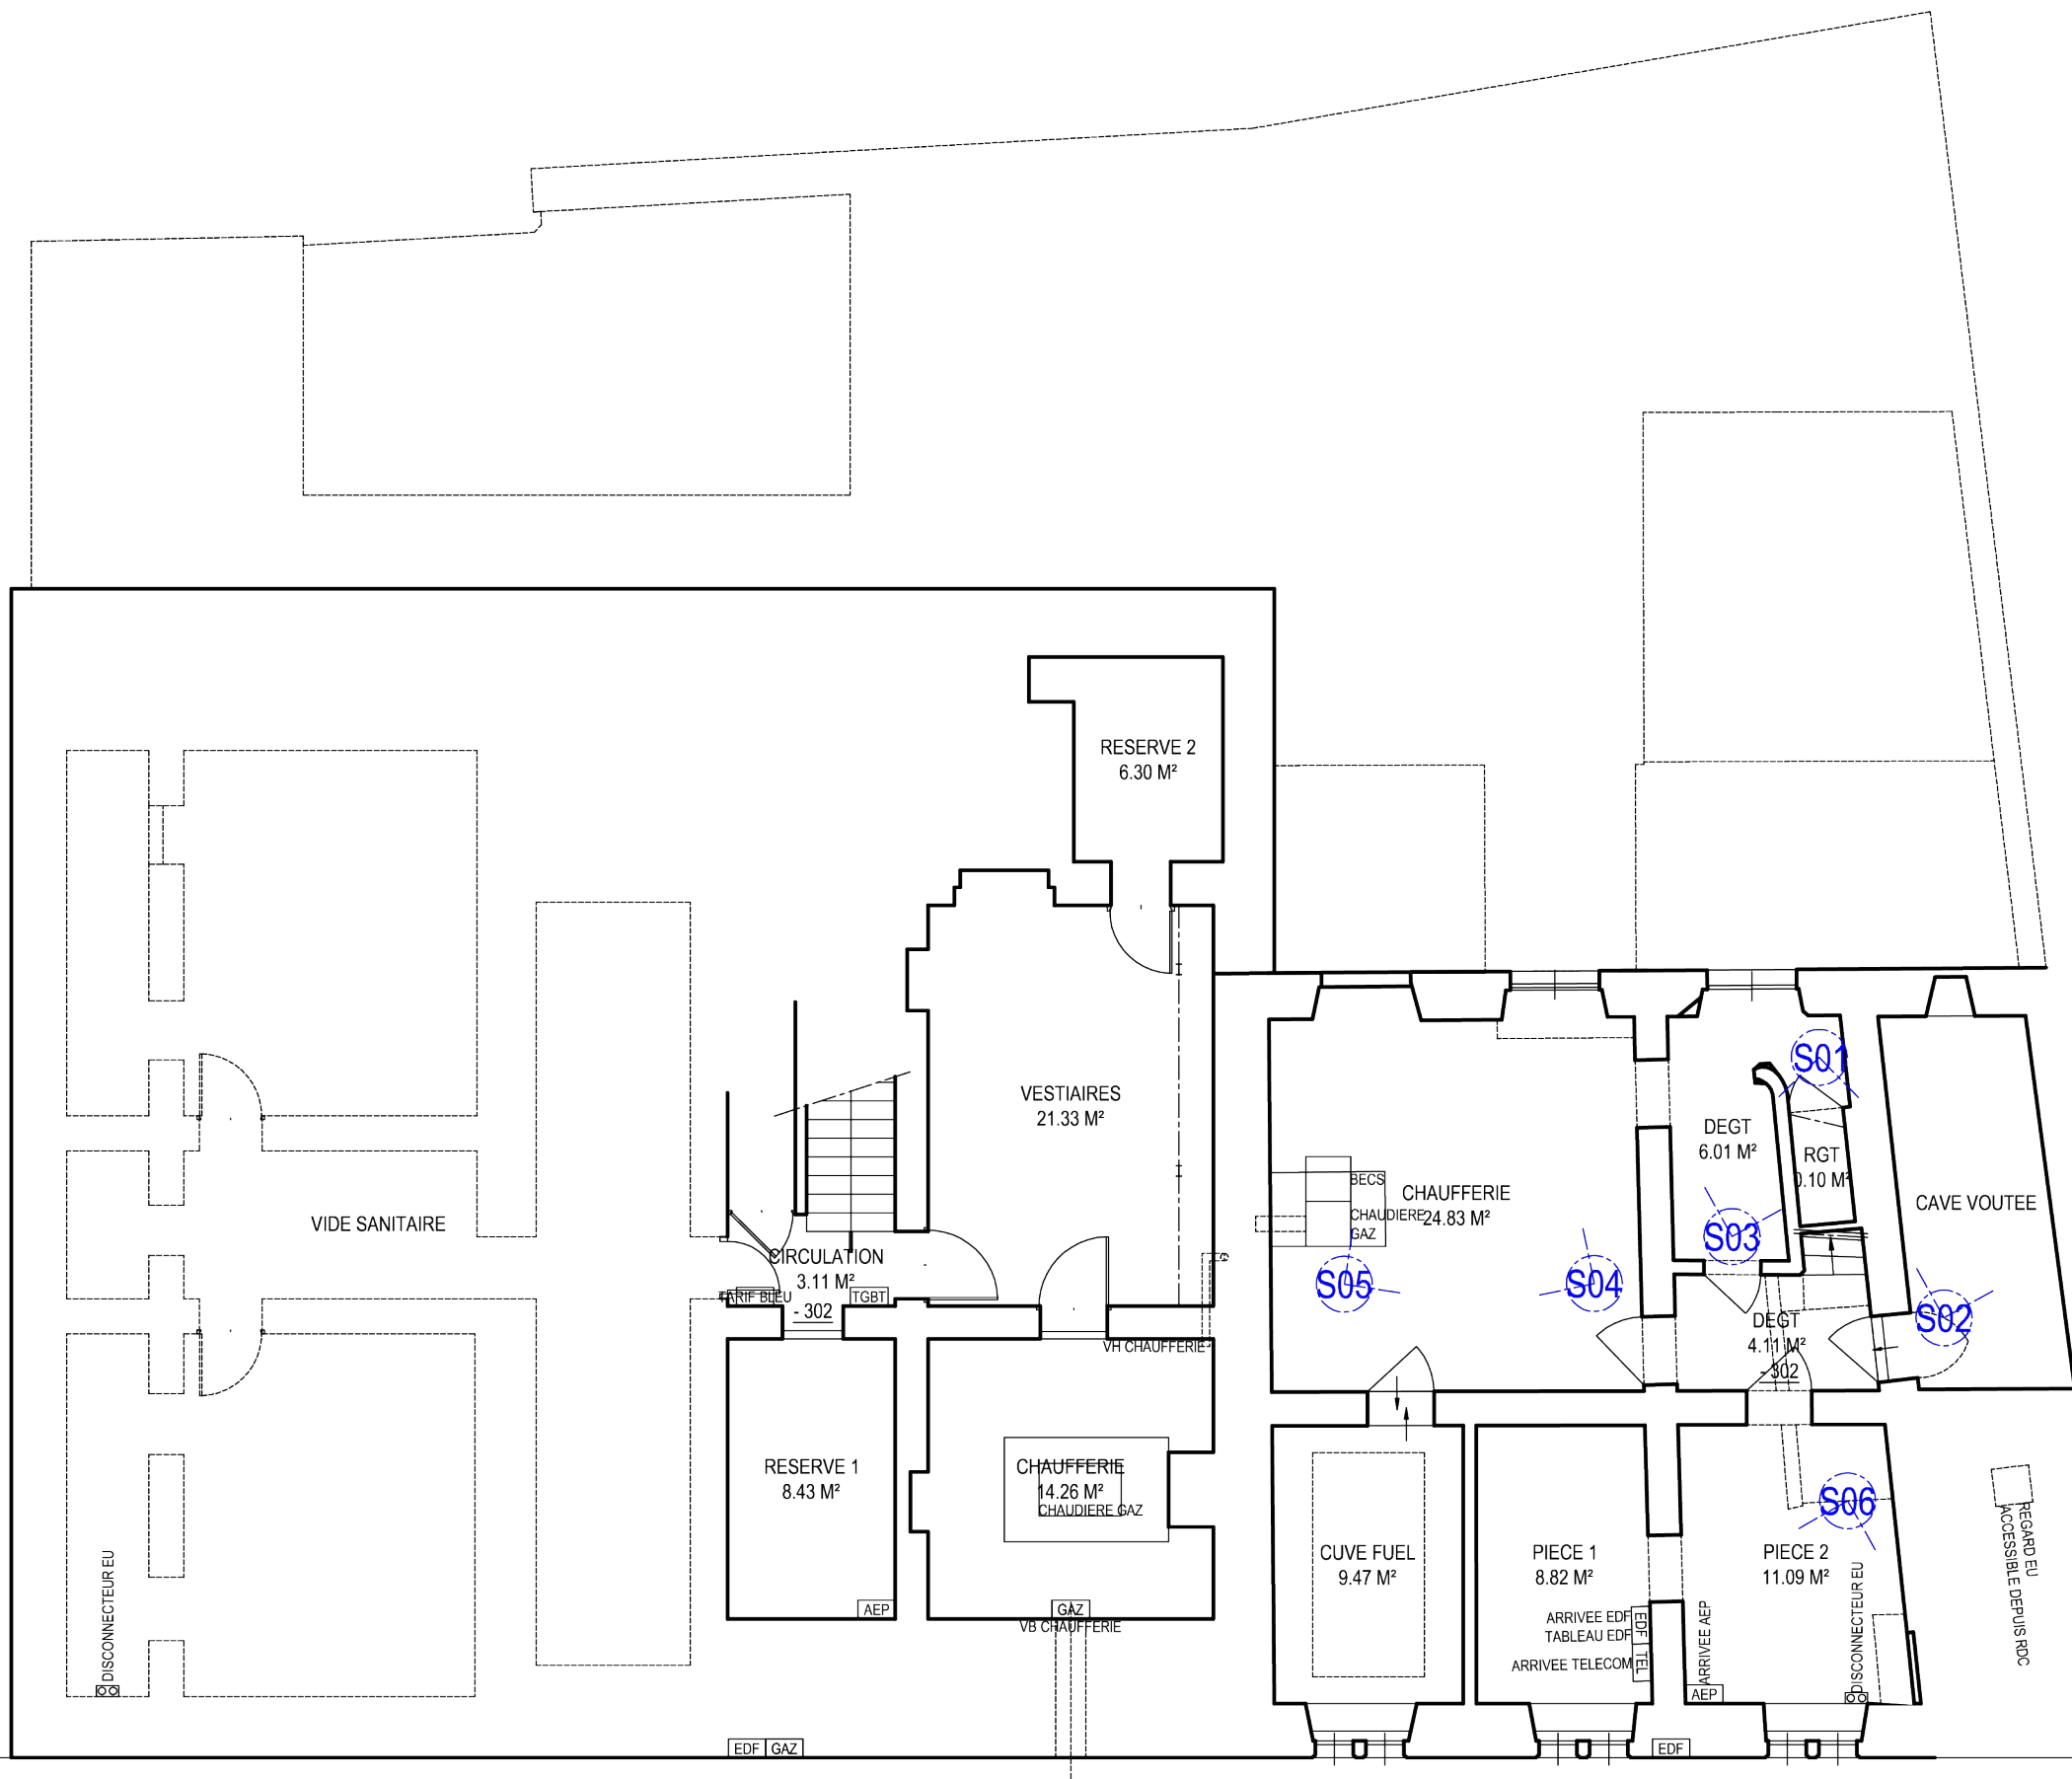 RESERVE 2
6.30 M²
VESTIAIRES
21.33 M²
VIDE SANITAIRE
CIRCULATION
3.11 M²
TARIF BLEU
TGBT
- 302
VH CHAUFFERIE
RESERVE 1
8.43 M²
AEP
CHAUFFERIE
14.26 M²
CHAUDIERE GAZ
GAZ
VB CHAUFFERIE
DISCONNECTEUR EU
EDF
GAZ
BECS
CHAUDIERE
GAZ
CHAUFFERIE
24.83 M²
S05
S04
S01
DEGT
6.01 M²
RGT
0.10 M²
S03
CAVE VOUTEE
S02
DEGT
4.11 M²
- 302
CUVE FUEL
9.47 M²
PIECE 1
8.82 M²
ARRIVEE EDF
TABLEAU EDF
ARRIVEE TELECOM
EDF
TEL
S06
PIECE 2
11.09 M²
ARRIVEE AEP
AEP
DISCONNECTEUR EU
EDF
REGARD EU
ACCESSIBLE DEPUIS RDC